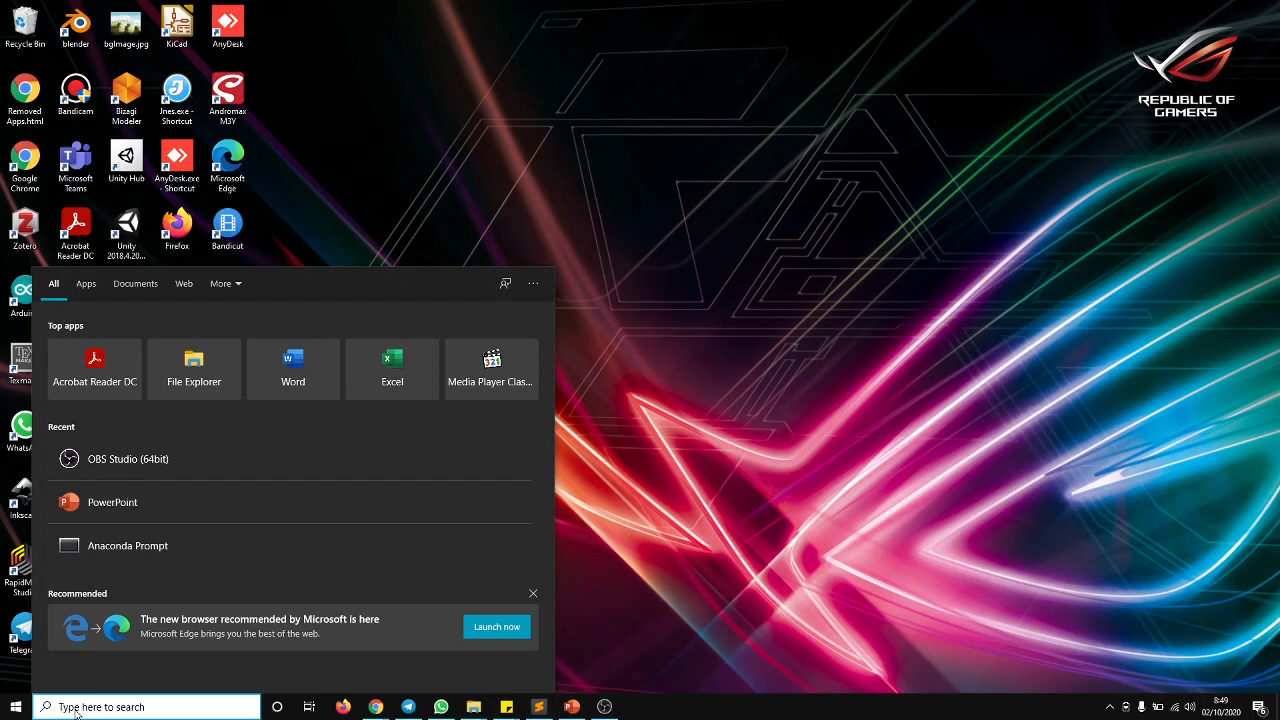 Recycle Bin
blender
bgImage.jpg
KiCad
AnyDesk
Removed
Apps.html
Bandicam
Bizagi
Modeler
Jnes.exe -
Shortcut
Andromax
M3Y
Google
Chrome
Microsoft
Teams
Unity Hub
AnyDesk.exe
- Shortcut
Microsoft
Edge
Zotero
Acrobat
Reader DC
Unity
2018.4.20...
Firefox
Bandicut
REPUBLIC OF
GAMERS
All
Apps
Documents
Web
More
Top apps
Acrobat Reader DC
File Explorer
Word
Excel
Media Player Clas...
Recent
OBS Studio (64bit)
PowerPoint
Anaconda Prompt
Recommended
The new browser recommended by Microsoft is here
Microsoft Edge brings you the best of the web.
Launch now
Type here to search
8:49
02/10/2020
6